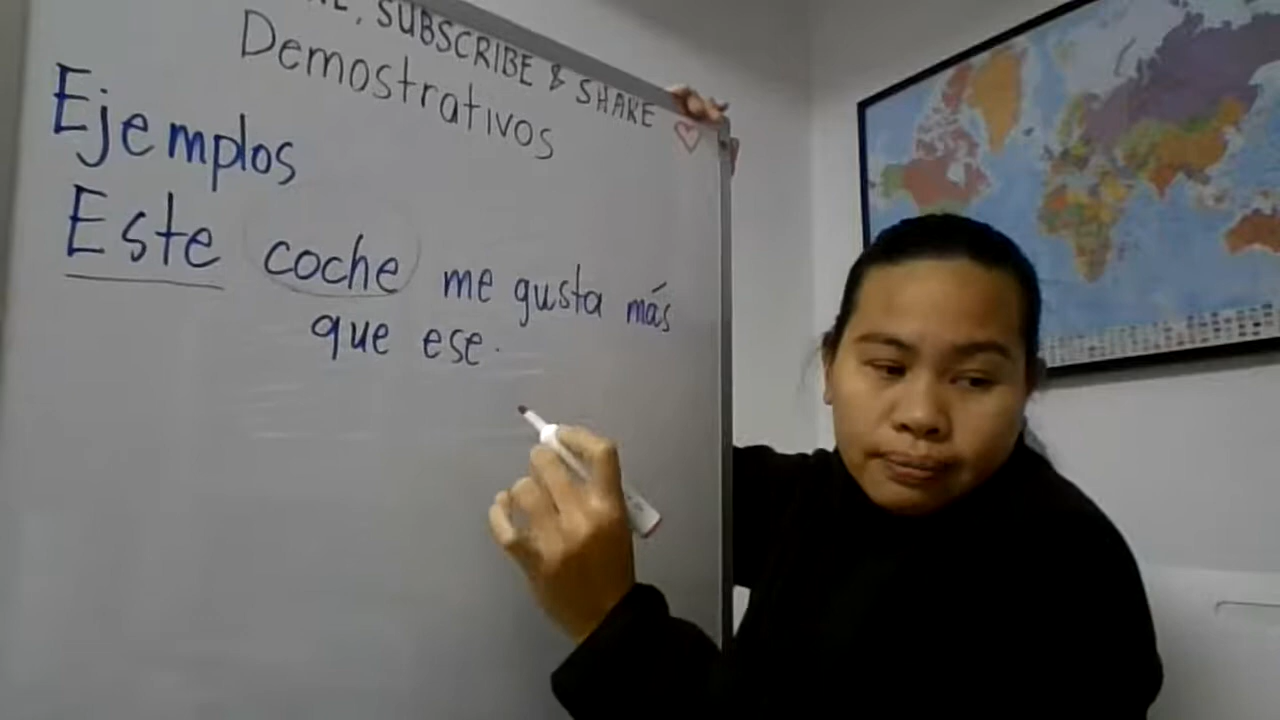 SUBSCRIBE & SHARE
Demostrativos
Ejemplos
Este coche me gusta más
que ese.